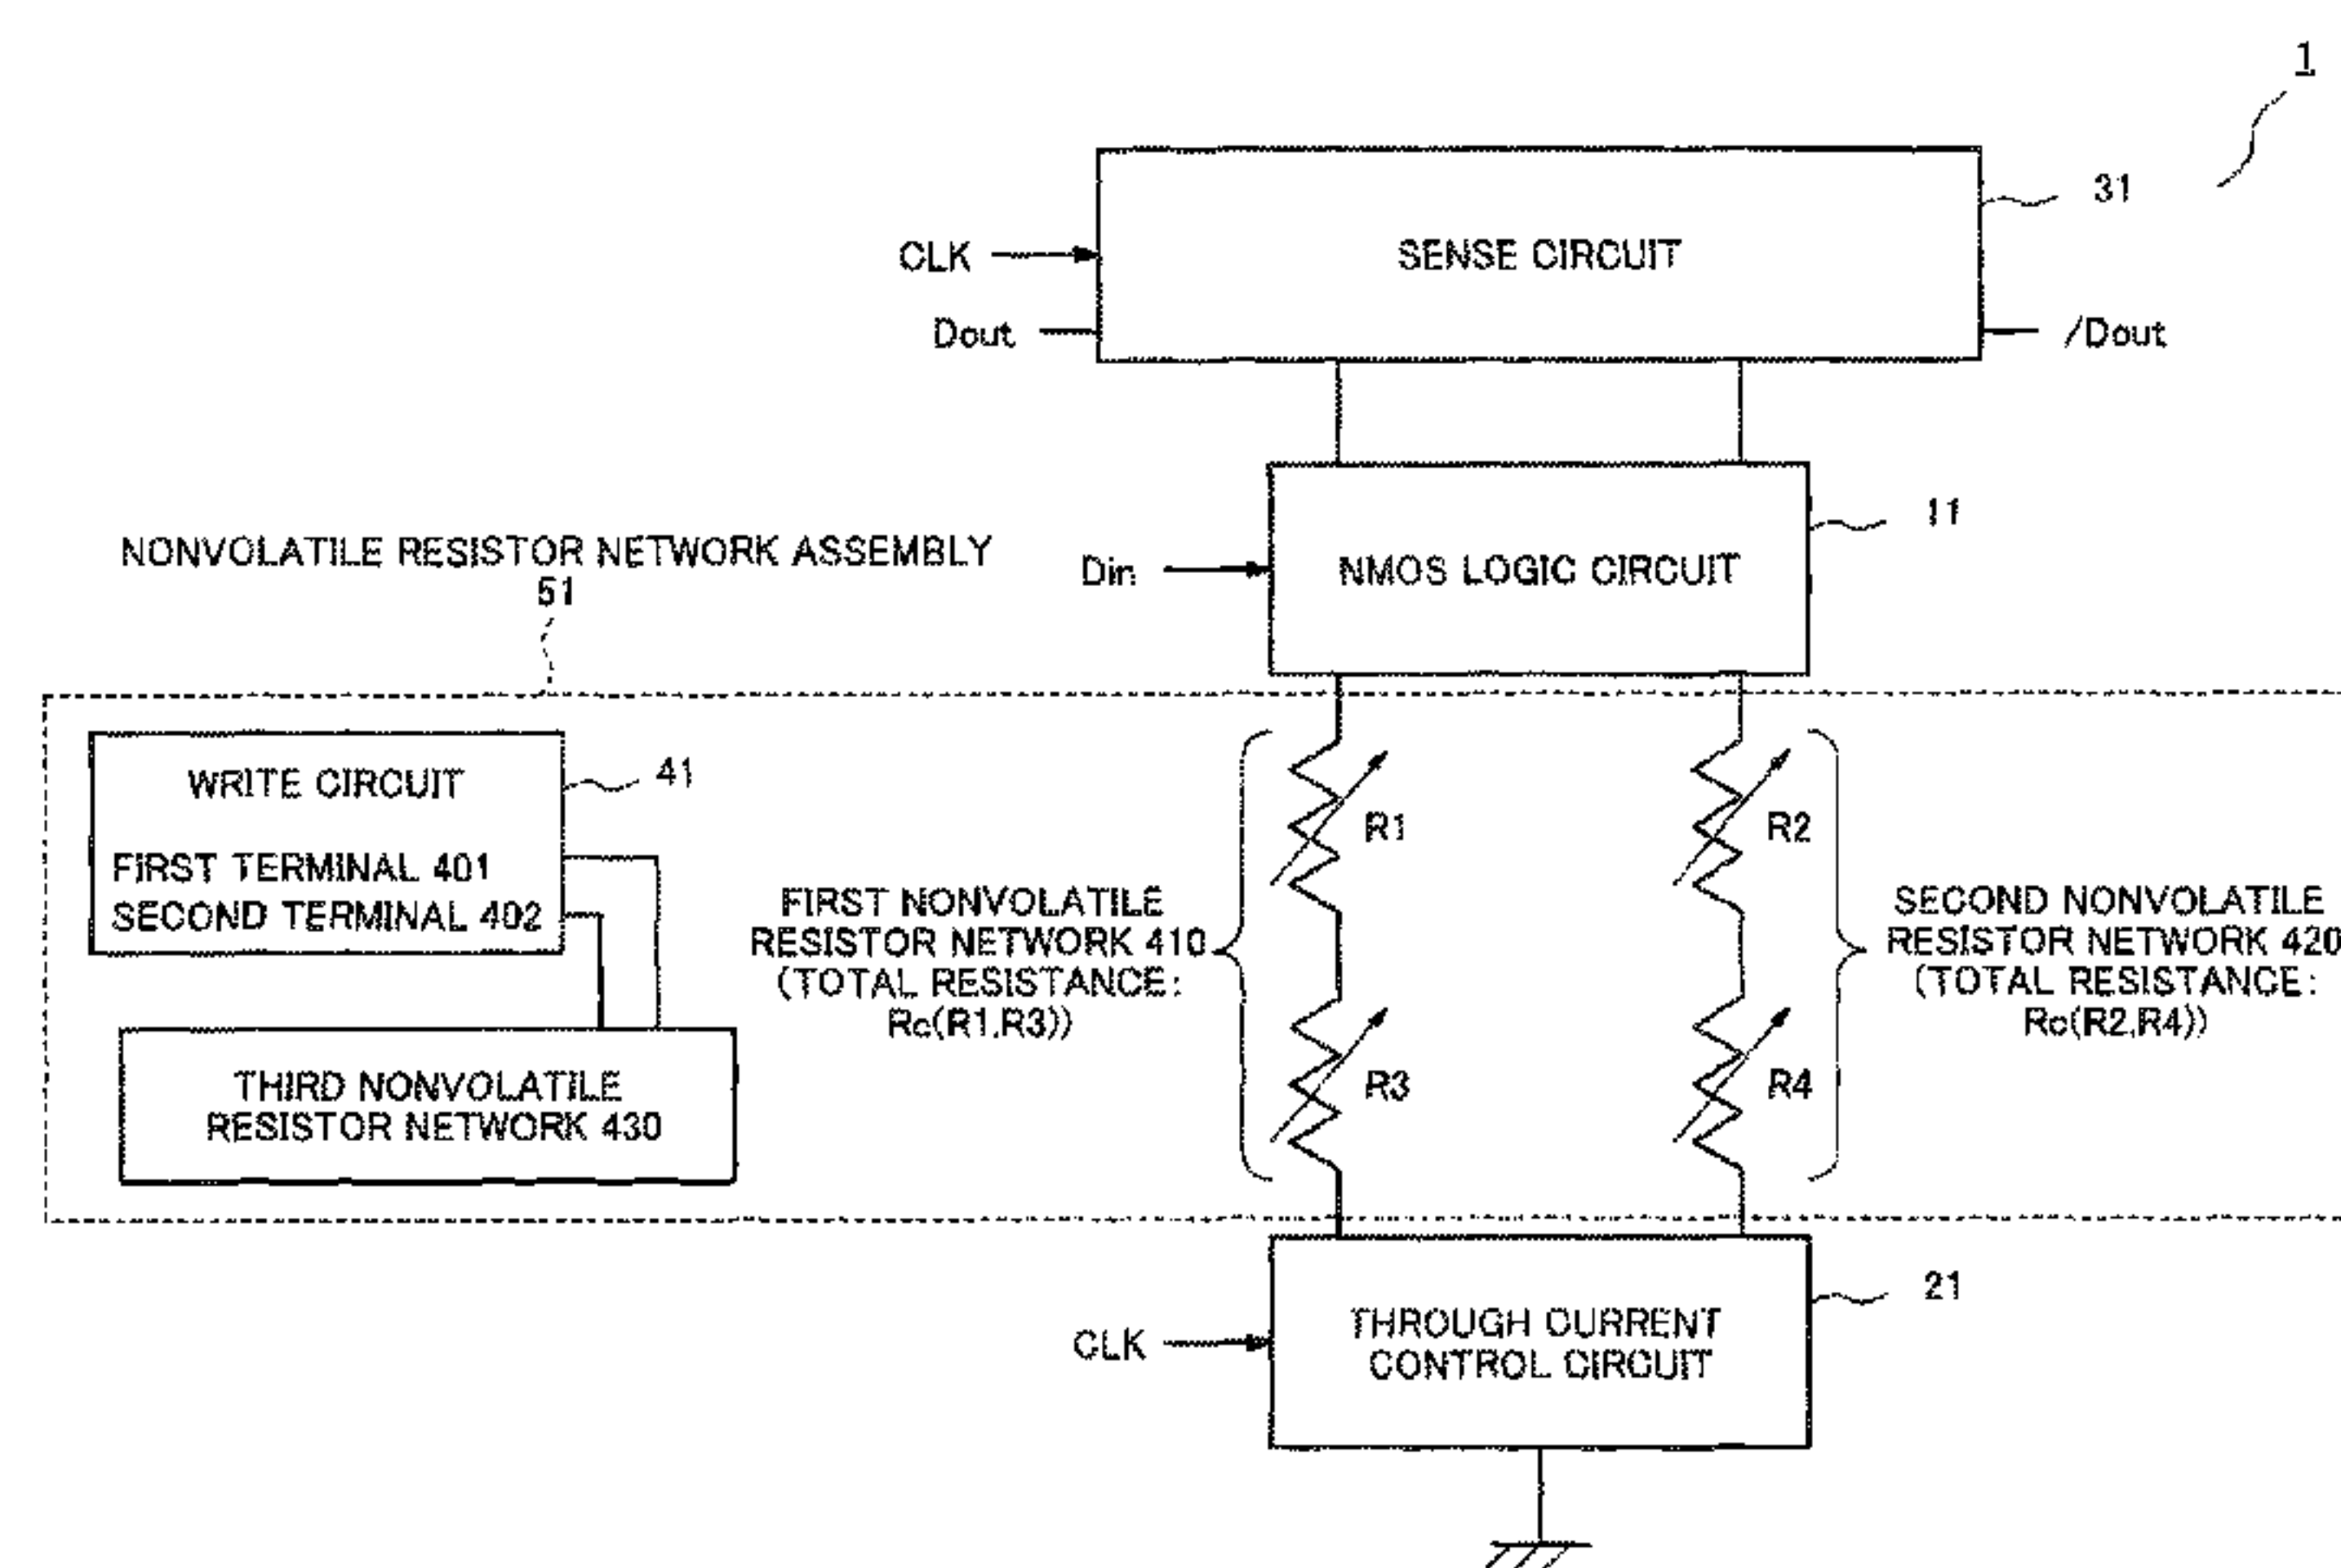 1
31
CLK
SENSE CIRCUIT
Dout
/Dout
11
NONVOLATILE RESISTOR NETWORK ASSEMBLY
51
Din
NMOS LOGIC CIRCUIT
WRITE CIRCUIT
41
FIRST TERMINAL 401
SECOND TERMINAL 402
R1
R2
FIRST NONVOLATILE
RESISTOR NETWORK 410
(TOTAL RESISTANCE:
Rc(R1,R3))
SECOND NONVOLATILE
RESISTOR NETWORK 420
(TOTAL RESISTANCE:
Rc(R2,R4))
THIRD NONVOLATILE
RESISTOR NETWORK 430
R3
R4
21
CLK
THROUGH CURRENT
CONTROL CIRCUIT